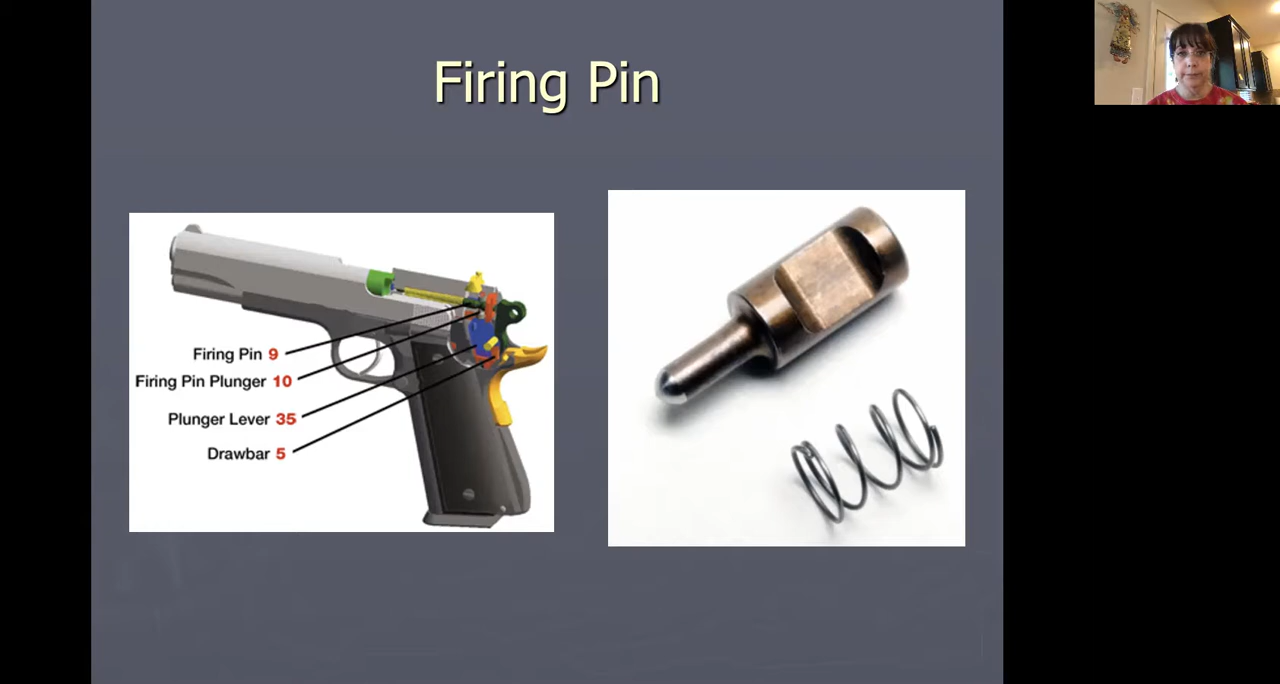 Firing Pin
Firing Pin 9
Firing Pin Plunger 10
Plunger Lever 35
Drawbar 5